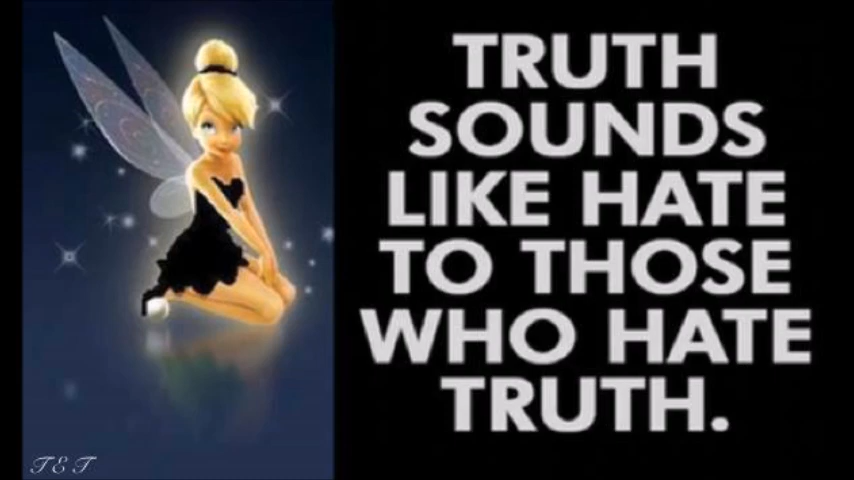 TRUTH
SOUNDS
LIKE HATE
TO THOSE
WHO HATE
TRUTH.
T&T